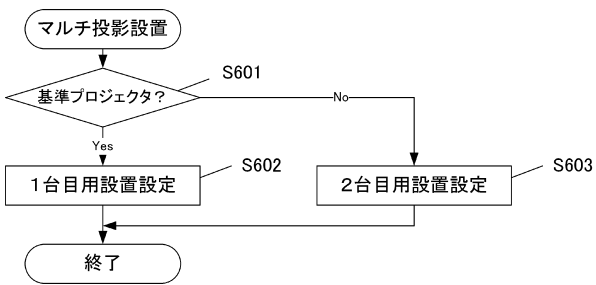 マルチ投影設置
S601
基準プロジェクタ？
No
Yes
S602
S603
１台目用設置設定
２台目用設置設定
終了